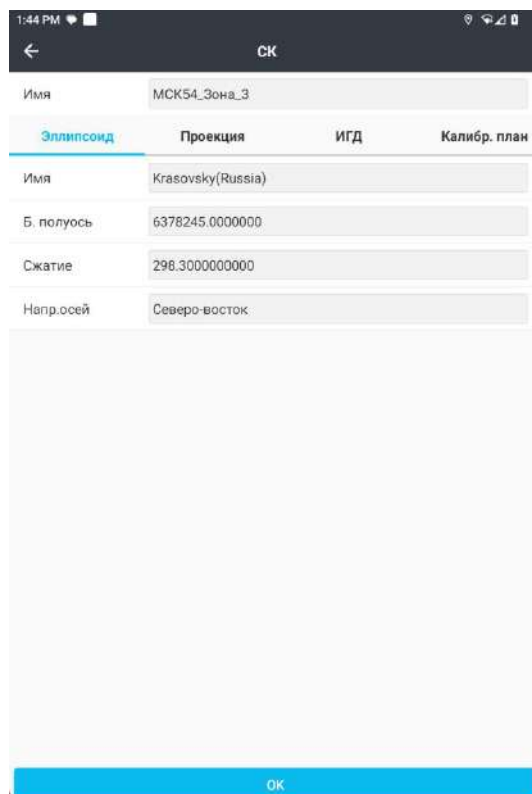 1:44 PM
СК
Имя МСК54_Зона_3
Эллипсоид Проекция ИГД Калибр. план
Имя Krasovsky(Russia)
Б. полуось 6378245.0000000
Сжатие 298.3000000000
Напр.осей Северо-восток
ОК